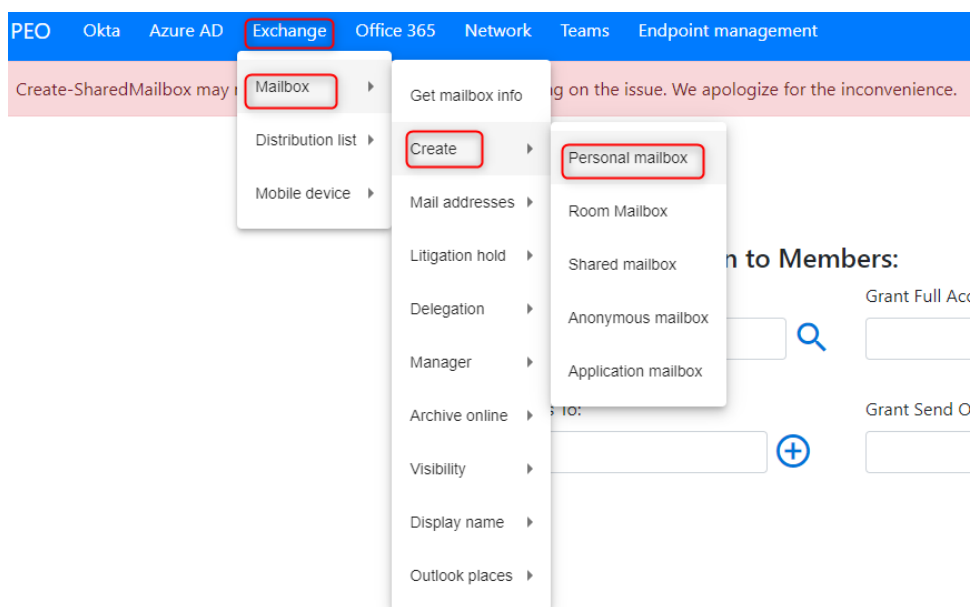 PEO Okta Azure AD Exchange Office 365 Network Teams Endpoint management
Create-SharedMailbox may
ng on the issue. We apologize for the inconvenience.
Mailbox
Distribution list
Mobile device
Get mailbox info
Create
Mail addresses
Litigation hold
Delegation
Manager
Archive online
Visibility
Display name
Outlook places
Personal mailbox
Room Mailbox
Shared mailbox
Anonymous mailbox
Application mailbox
n to Members:
Grant Full Acc
To:
Grant Send O